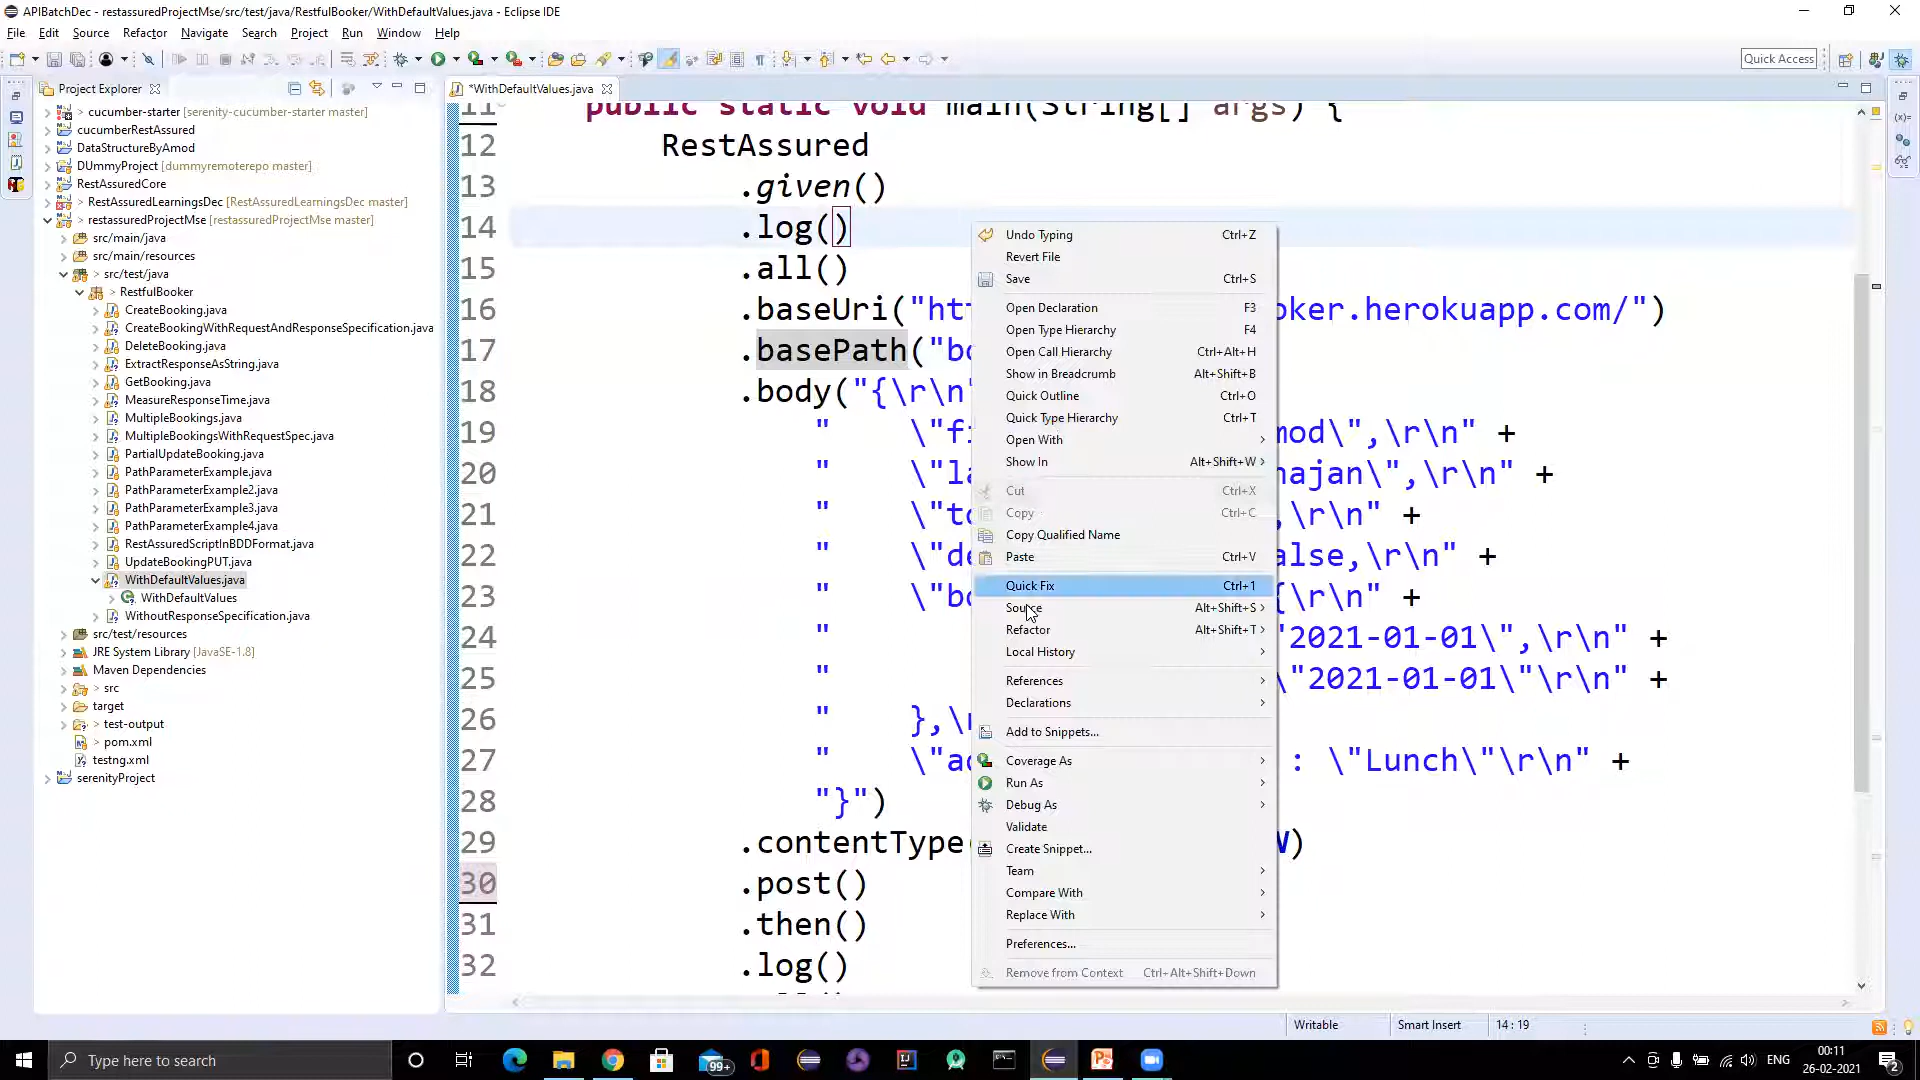 APIBatchDec - restassuredProjectMse/src/test/java/RestfulBooker/WithDefaultValues.java - Eclipse IDE
File Edit Source Refactor Navigate Search Project Run Window Help
Quick Access
Project Explorer
*WithDefaultValues.java
> cucumber-starter [serenity-cucumber-starter master]
cucumberRestAssured
DataStructureByAmod
DUmmyProject [dummyremoterepo master]
RestAssuredCore
> RestAssuredLearningsDec [RestAssuredLearningsDec master]
> restassuredProjectMse [restassuredProjectMse master]
src/main/java
src/main/resources
> src/test/java
> RestfulBooker
CreateBooking.java
CreateBookingWithRequestAndResponseSpecification.java
DeleteBooking.java
ExtractResponseAsString.java
GetBooking.java
MeasureResponseTime.java
MultipleBookings.java
MultipleBookingsWithRequestSpec.java
PartialUpdateBooking.java
PathParameterExample.java
PathParameterExample2.java
PathParameterExample3.java
PathParameterExample4.java
RestAssuredScriptInBDDFormat.java
UpdateBookingPUT.java
WithDefaultValues.java
WithDefaultValues
WithoutResponseSpecification.java
src/test/resources
JRE System Library [JavaSE-1.8]
Maven Dependencies
> src
target
> test-output
> pom.xml
testng.xml
serenityProject
11 public static void main(String[] args) {
12 RestAssured
13 .given()
14 .log()
15 .all()
16 .baseUri("ht oker.herokuapp.com/")
17 .basePath("bo
18 .body("{\r\n"
19 " \"fi mod\",\r\n" +
20 " \"la hajan\",\r\n" +
21 " \"to ,\r\n" +
22 " \"de alse,\r\n" +
23 " \"bo {\r\n" +
24 " "2021-01-01\",\r\n" +
25 " \"2021-01-01\"\r\n" +
26 " },\
27 " \"ad : \"Lunch\"\r\n" +
28 "}")
29 .contentType( )
30 .post()
31 .then()
32 .log()
Undo Typing Ctrl+Z
Revert File
Save Ctrl+S
Open Declaration F3
Open Type Hierarchy F4
Open Call Hierarchy Ctrl+Alt+H
Show in Breadcrumb Alt+Shift+B
Quick Outline Ctrl+O
Quick Type Hierarchy Ctrl+T
Open With >
Show In Alt+Shift+W >
Cut Ctrl+X
Copy Ctrl+C
Copy Qualified Name
Paste Ctrl+V
Quick Fix Ctrl+1
Source Alt+Shift+S >
Refactor Alt+Shift+T >
Local History >
References >
Declarations >
Add to Snippets...
Coverage As >
Run As >
Debug As >
Validate
Create Snippet...
Team >
Compare With >
Replace With >
Preferences...
Remove from Context Ctrl+Alt+Shift+Down
Writable Smart Insert 14 : 19
Type here to search
99+
ENG
00:11
26-02-2021
2